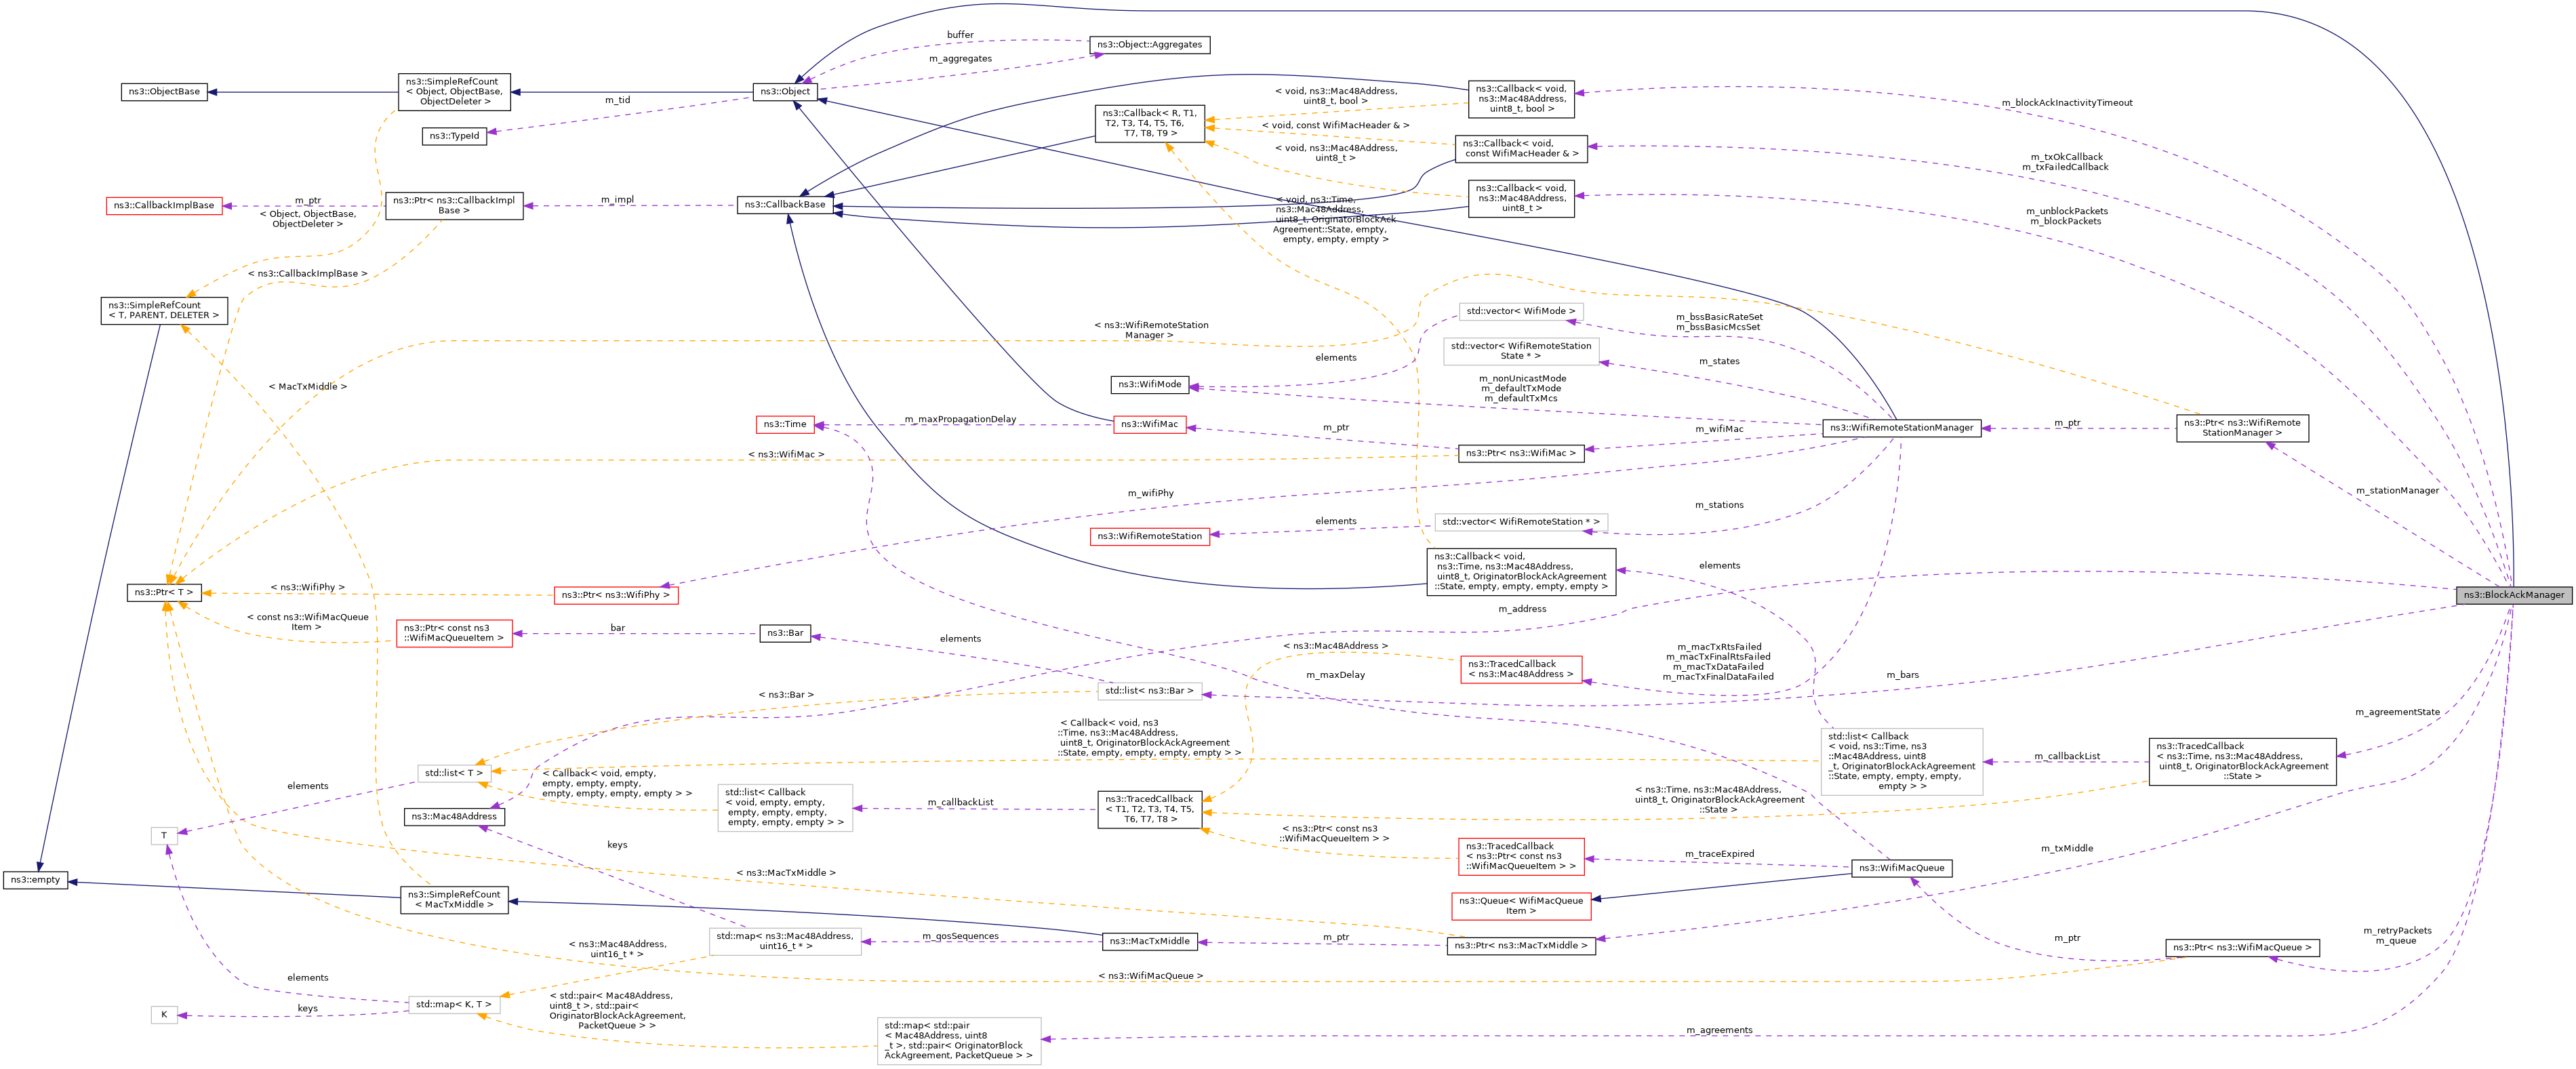 buffer
ns3::Object::Aggregates
m_aggregates
ns3::ObjectBase
ns3::SimpleRefCount
< Object, ObjectBase,
ObjectDeleter >
ns3::Object
m_tid
ns3::TypeId
ns3::Callback< R, T1,
T2, T3, T4, T5, T6,
T7, T8, T9 >
< void, ns3::Mac48Address,
uint8_t, bool >
< void, const WifiMacHeader & >
< void, ns3::Mac48Address,
uint8_t >
ns3::Callback< void,
ns3::Mac48Address,
uint8_t, bool >
ns3::Callback< void,
const WifiMacHeader & >
ns3::Callback< void,
ns3::Mac48Address,
uint8_t >
m_blockAckInactivityTimeout
m_txOkCallback
m_txFailedCallback
m_unblockPackets
m_blockPackets
ns3::CallbackImplBase
m_ptr
< Object, ObjectBase,
ObjectDeleter >
ns3::Ptr< ns3::CallbackImpl
Base >
m_impl
ns3::CallbackBase
< void, ns3::Time,
ns3::Mac48Address,
uint8_t, OriginatorBlockAck
Agreement::State, empty,
empty, empty, empty >
< ns3::CallbackImplBase >
ns3::SimpleRefCount
< T, PARENT, DELETER >
< ns3::WifiRemoteStation
Manager >
std::vector< WifiMode >
m_bssBasicRateSet
m_bssBasicMcsSet
std::vector< WifiRemoteStation
State * >
m_states
elements
ns3::WifiMode
m_nonUnicastMode
m_defaultTxMode
m_defaultTxMcs
< MacTxMiddle >
ns3::Time
m_maxPropagationDelay
ns3::WifiMac
m_ptr
ns3::Ptr< ns3::WifiMac >
m_wifiMac
ns3::WifiRemoteStationManager
m_ptr
ns3::Ptr< ns3::WifiRemote
StationManager >
< ns3::WifiMac >
m_wifiPhy
m_stationManager
m_stations
elements
std::vector< WifiRemoteStation * >
ns3::WifiRemoteStation
ns3::Callback< void,
ns3::Time, ns3::Mac48Address,
uint8_t, OriginatorBlockAckAgreement
::State, empty, empty, empty, empty >
elements
ns3::Ptr< T >
< ns3::WifiPhy >
ns3::Ptr< ns3::WifiPhy >
ns3::BlockAckManager
m_address
< const ns3::WifiMacQueue
Item >
ns3::Ptr< const ns3
::WifiMacQueueItem >
bar
ns3::Bar
elements
< ns3::Mac48Address >
ns3::TracedCallback
< ns3::Mac48Address >
m_macTxRtsFailed
m_macTxFinalRtsFailed
m_macTxDataFailed
m_macTxFinalDataFailed
m_maxDelay
m_bars
< ns3::Bar >
std::list< ns3::Bar >
m_agreementState
< Callback< void, ns3
::Time, ns3::Mac48Address,
uint8_t, OriginatorBlockAckAgreement
::State, empty, empty, empty, empty > >
std::list< Callback
< void, ns3::Time, ns3
::Mac48Address, uint8
_t, OriginatorBlockAckAgreement
::State, empty, empty, empty,
empty > >
m_callbackList
ns3::TracedCallback
< ns3::Time, ns3::Mac48Address,
uint8_t, OriginatorBlockAckAgreement
::State >
std::list< T >
elements
< Callback< void, empty,
empty, empty, empty,
empty, empty, empty, empty > >
std::list< Callback
< void, empty, empty,
empty, empty, empty,
empty, empty, empty > >
m_callbackList
ns3::TracedCallback
< T1, T2, T3, T4, T5,
T6, T7, T8 >
< ns3::Time, ns3::Mac48Address,
uint8_t, OriginatorBlockAckAgreement
::State >
ns3::Mac48Address
T
keys
< ns3::Ptr< const ns3
::WifiMacQueueItem > >
ns3::TracedCallback
< ns3::Ptr< const ns3
::WifiMacQueueItem > >
m_traceExpired
ns3::WifiMacQueue
m_txMiddle
ns3::empty
< ns3::MacTxMiddle >
ns3::SimpleRefCount
< MacTxMiddle >
ns3::Queue< WifiMacQueue
Item >
std::map< ns3::Mac48Address,
uint16_t * >
m_qosSequences
ns3::MacTxMiddle
m_ptr
ns3::Ptr< ns3::MacTxMiddle >
m_ptr
ns3::Ptr< ns3::WifiMacQueue >
m_retryPackets
m_queue
< ns3::Mac48Address,
uint16_t * >
< ns3::WifiMacQueue >
elements
std::map< K, T >
K
keys
< std::pair< Mac48Address,
uint8_t >, std::pair<
OriginatorBlockAckAgreement,
PacketQueue > >
std::map< std::pair
< Mac48Address, uint8
_t >, std::pair< OriginatorBlock
AckAgreement, PacketQueue > >
m_agreements